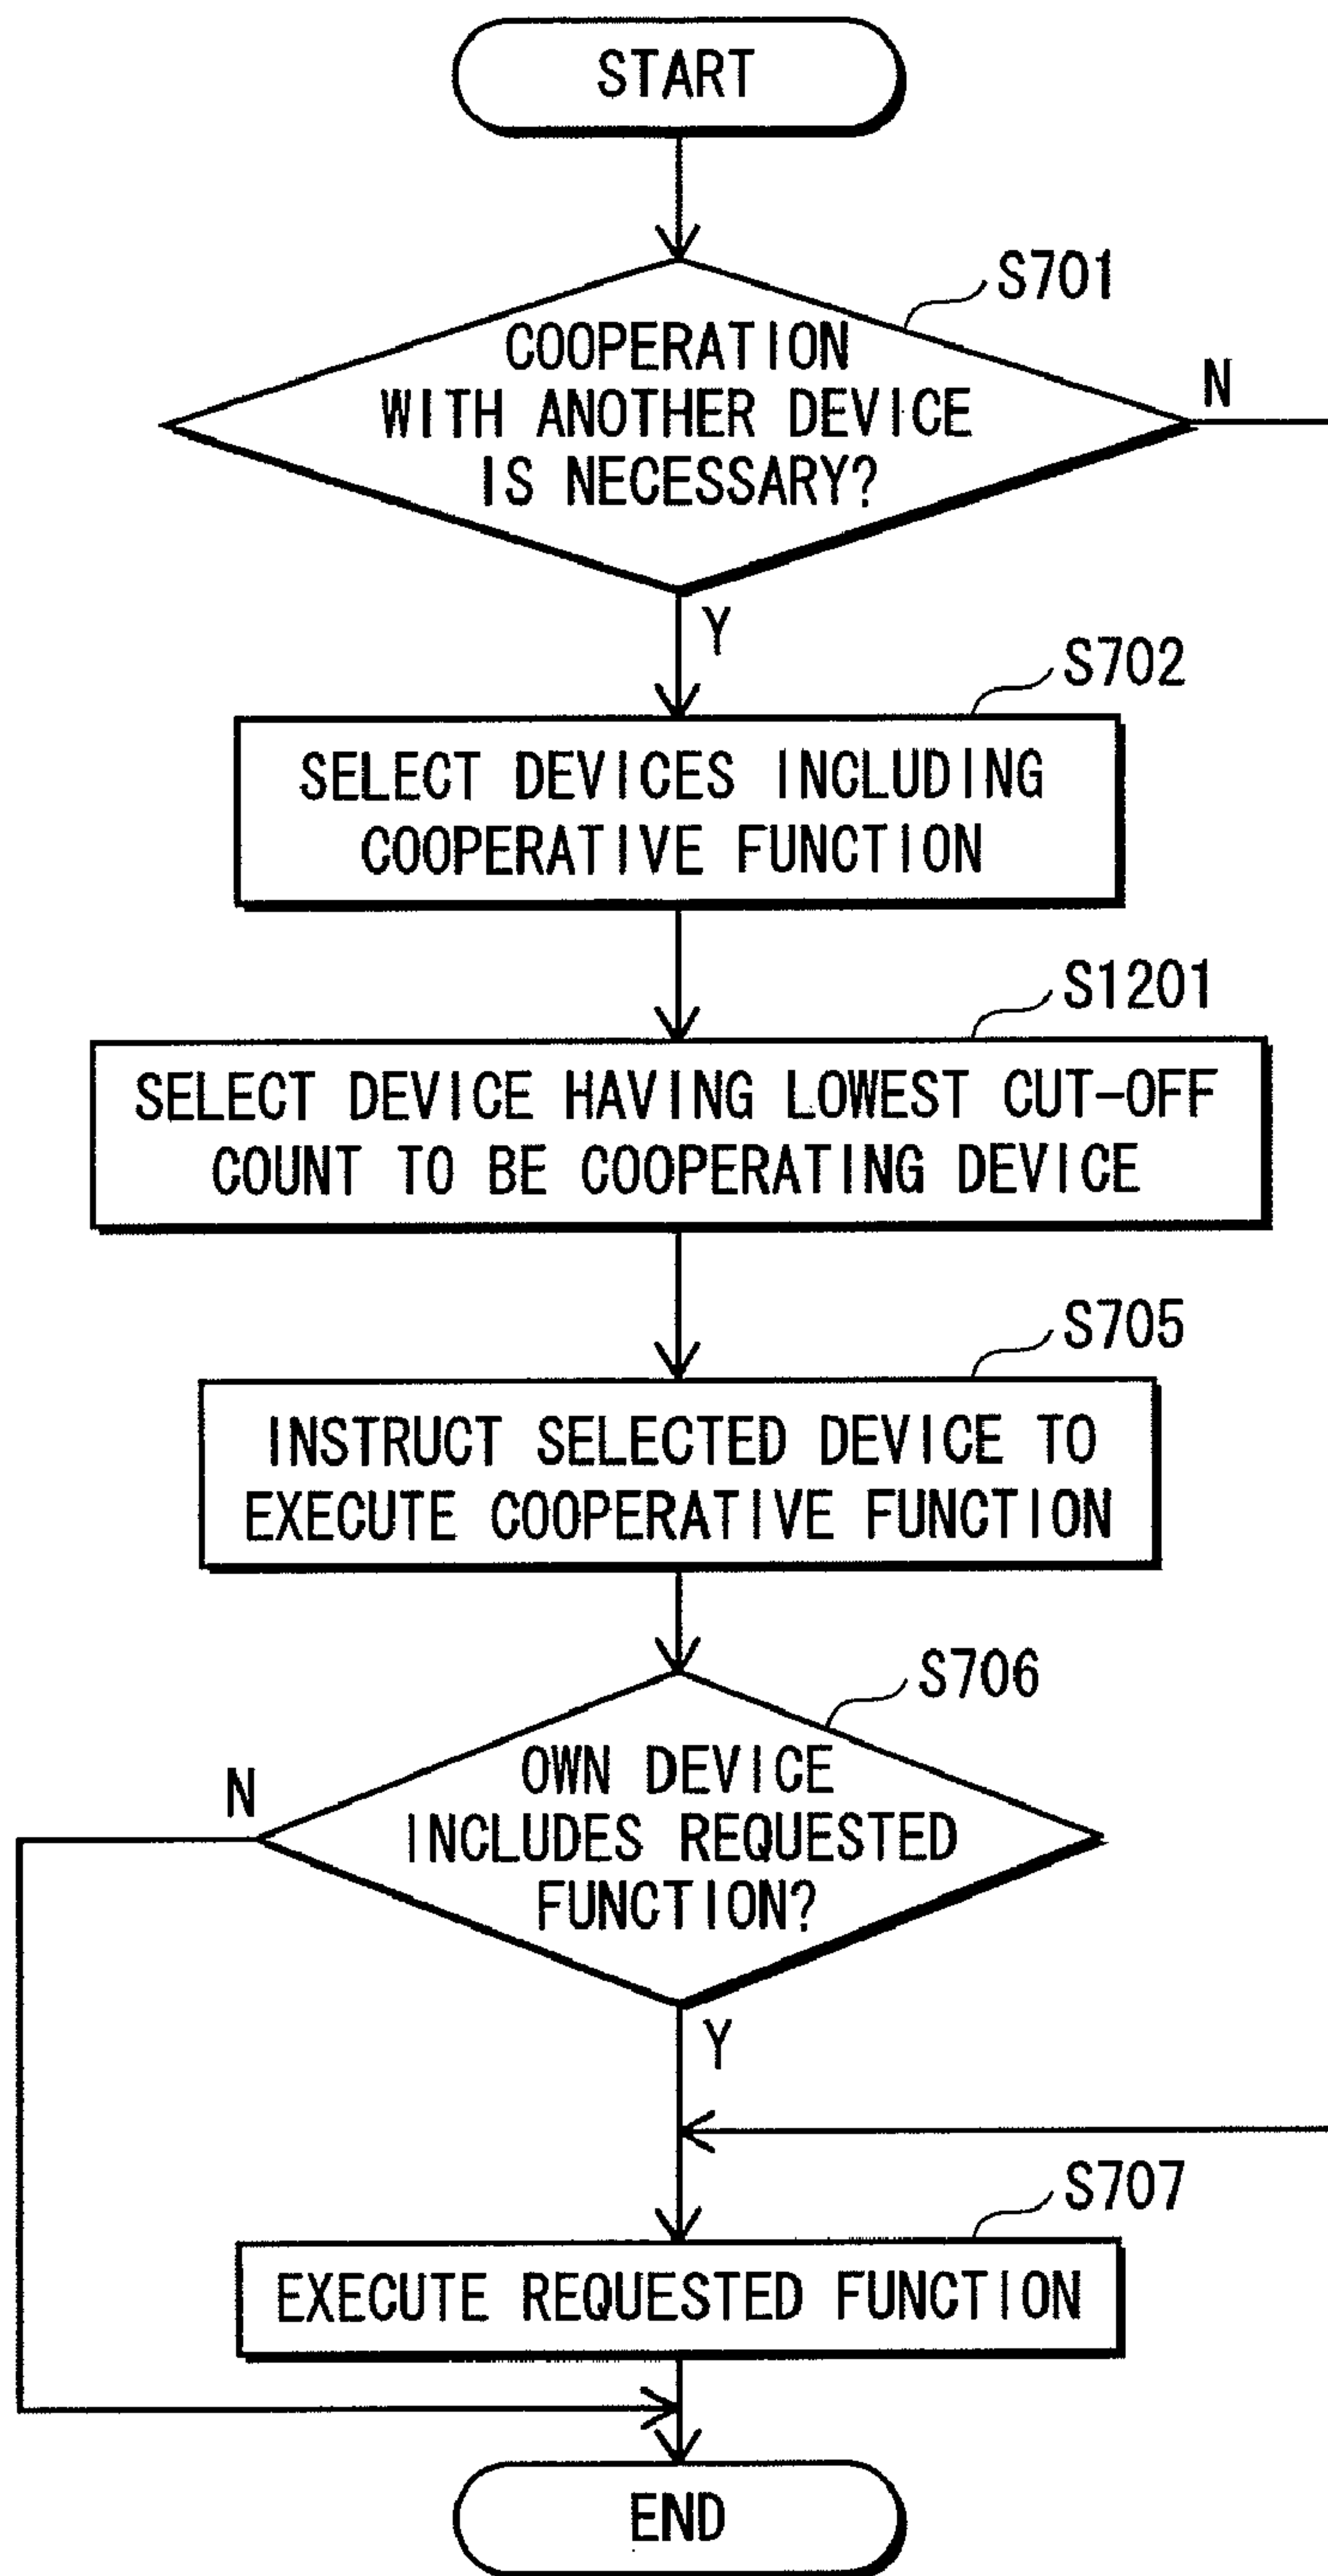 START
S701
COOPERATION
WITH ANOTHER DEVICE
IS NECESSARY?
N
Y
S702
SELECT DEVICES INCLUDING
COOPERATIVE FUNCTION
S1201
SELECT DEVICE HAVING LOWEST CUT-OFF
COUNT TO BE COOPERATING DEVICE
S705
INSTRUCT SELECTED DEVICE TO
EXECUTE COOPERATIVE FUNCTION
S706
N
OWN DEVICE
INCLUDES REQUESTED
FUNCTION?
Y
S707
EXECUTE REQUESTED FUNCTION
END